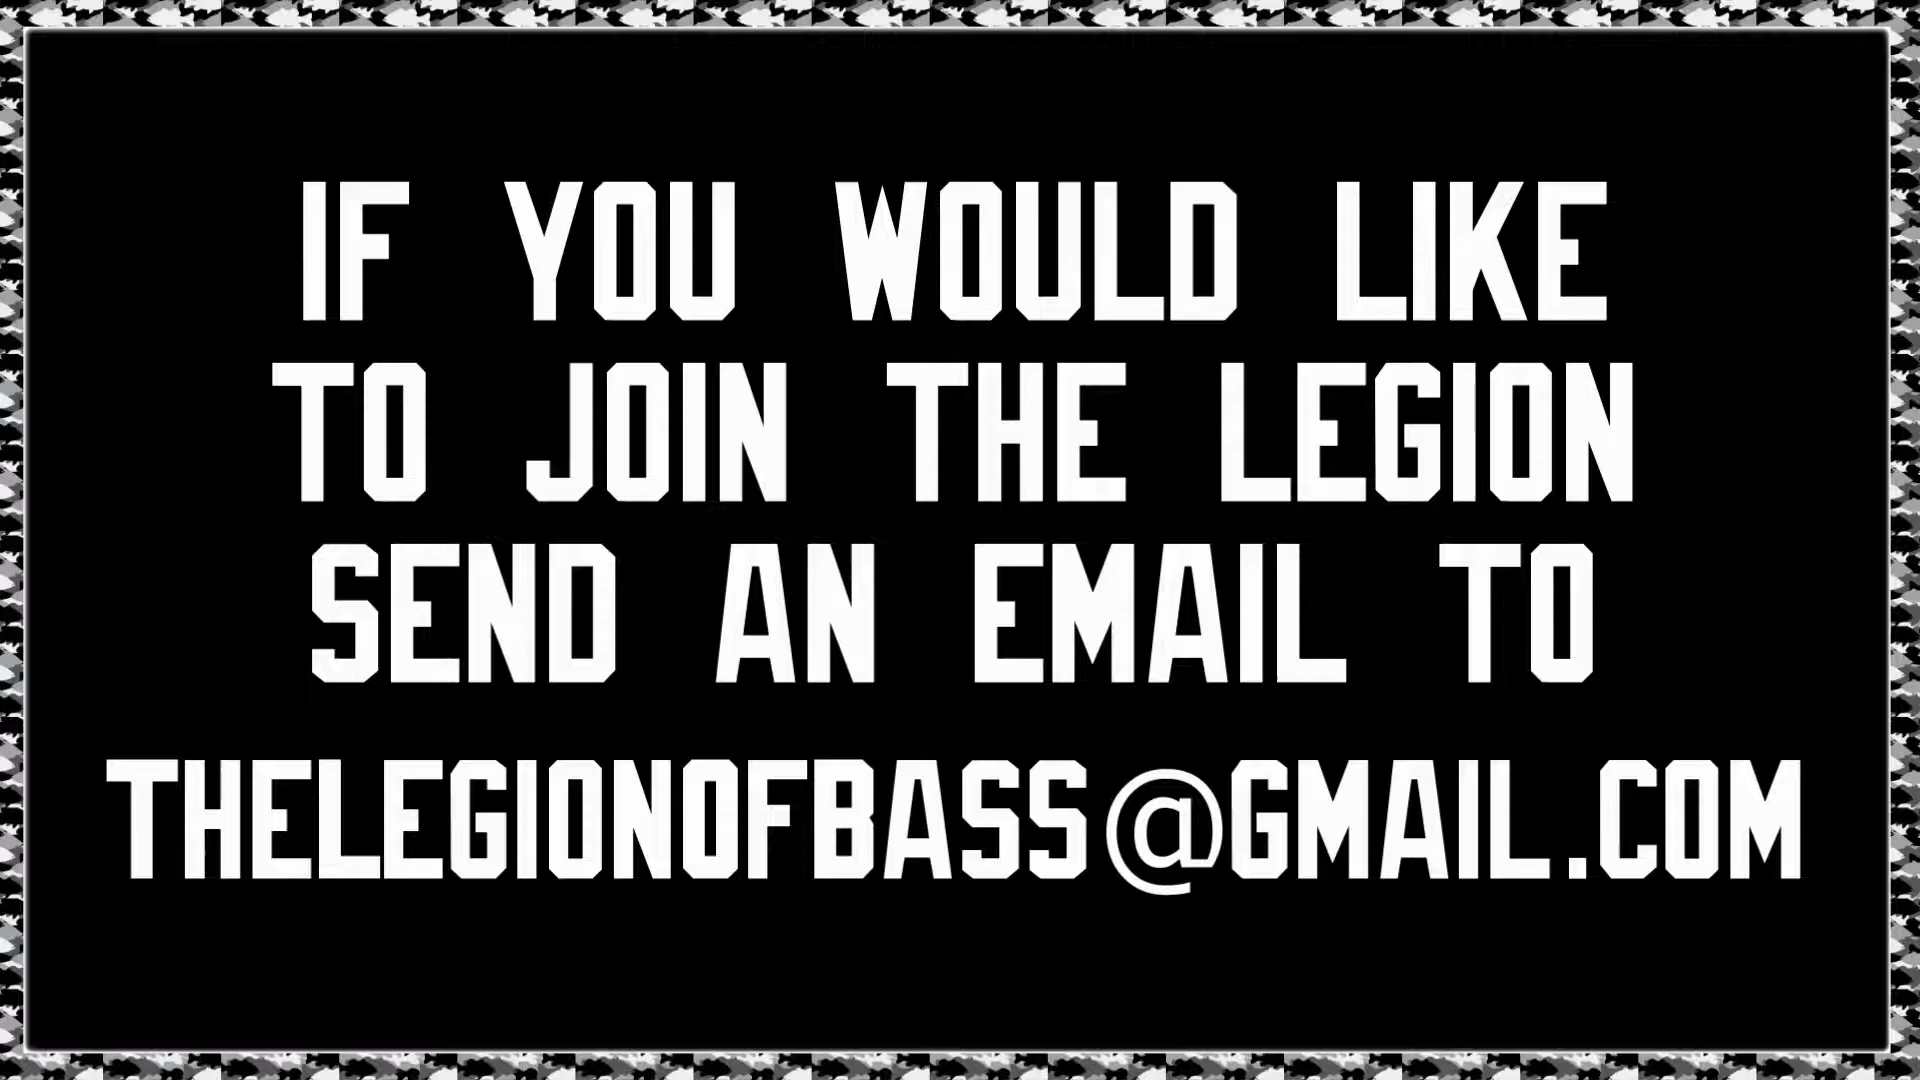 IF YOU WOULD LIKE
TO JOIN THE LEGION
SEND AN EMAIL TO
THELEGIONOFBASS@GMAIL.COM